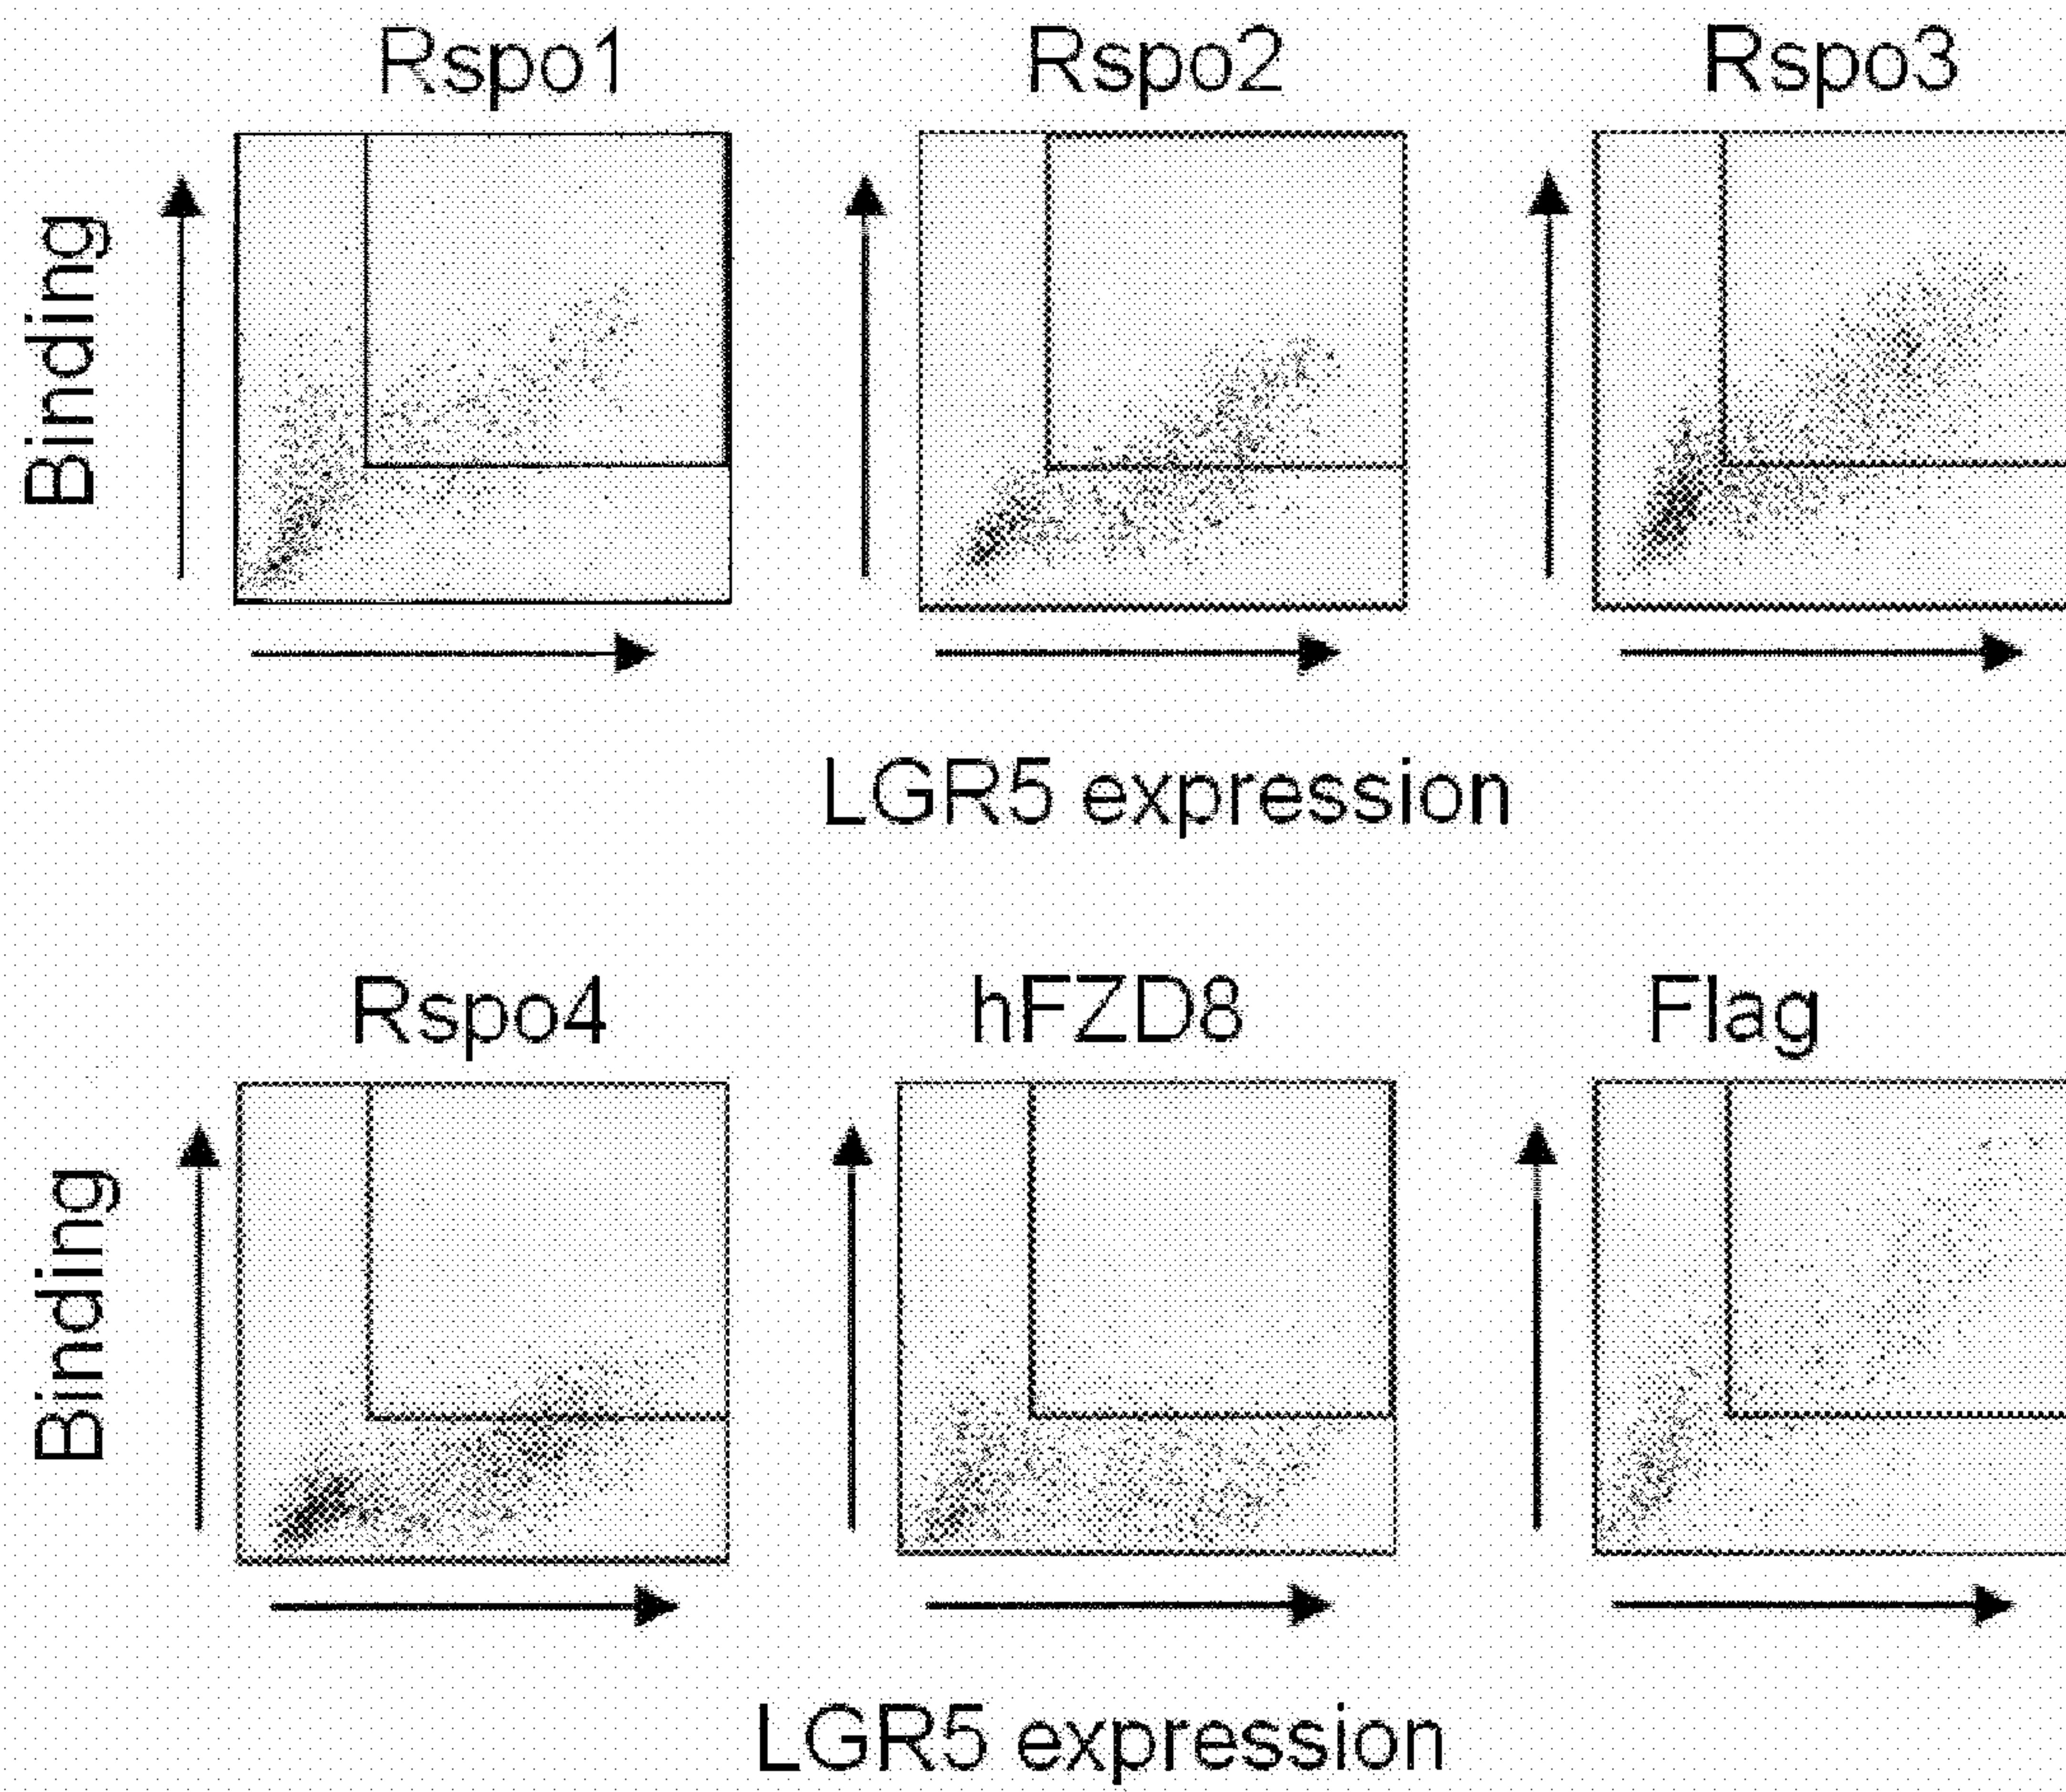 Rspo1 Rspo2 Rspo3
Binding
LGR5 expression
Rspo4 hFZD8 Flag
Binding
LGR5 expression